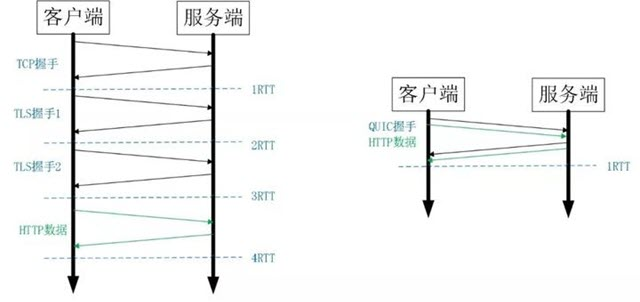 客户端 服务端
TCP握手
1RTT
TLS握手1
2RTT
TLS握手2
3RTT
HTTP数据
4RTT
客户端 服务端
QUIC握手
HTTP数据
1RTT